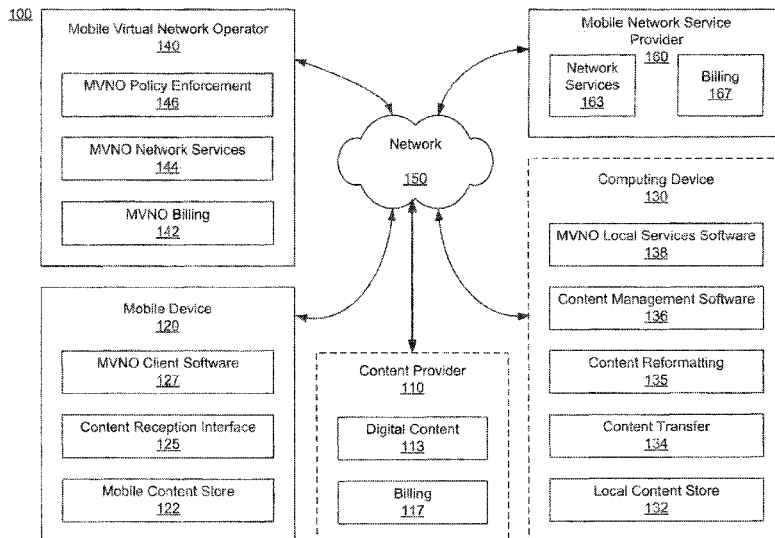 100
Mobile Virtual Network Operator
140
MVNO Policy Enforcement
146
MVNO Network Services
144
MVNO Billing
142
Mobile Network Service
Provider
160
Network
Services
163
Billing
167
Network
150
Computing Device
130
MVNO Local Services Software
138
Content Management Software
136
Content Reformatting
135
Content Transfer
134
Local Content Store
132
Mobile Device
120
MVNO Client Software
127
Content Reception Interface
125
Mobile Content Store
122
Content Provider
110
Digital Content
113
Billing
117